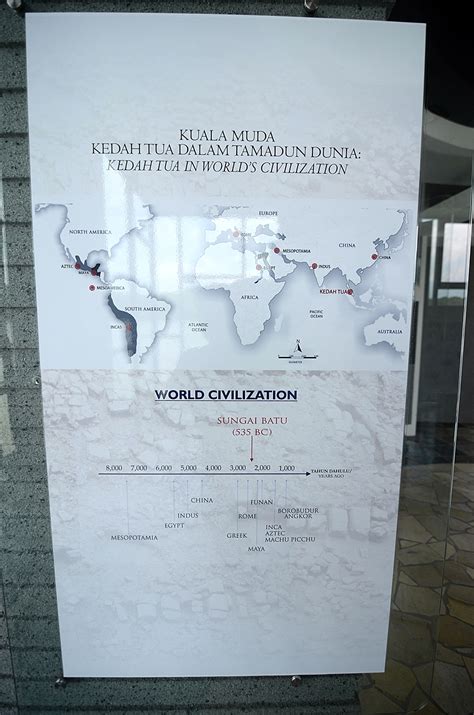 KUALA MUDA
KEDAH TUA DALAM TAMADUN DUNIA:
KEDAH TUA IN WORLD'S CIVILIZATION
EUROPE
NORTH AMERICA
ROME
CHINA
MESOPOTAMIA
CHINA
AZTEC
MAYA
EGYPT
INDUS
MESOAMERICA
KEDAH TUA
AFRICA
SOUTH AMERICA
INCAS
ATLANTIC
OCEAN
PACIFIC
OCEAN
AUSTRALIA
N
WORLD CIVILIZATION
SUNGAI BATU
(535 BC)
8,000 7,000 6,000 5,000 4,000 3,000 2,000 1,000 TAHUN DAHULU/
YEARS AGO
CHINA FUNAN
INDUS ROME BOROBUDUR
ANGKOR
EGYPT INCA
AZTEC
MESOPOTAMIA GREEK MACHU PICCHU
MAYA